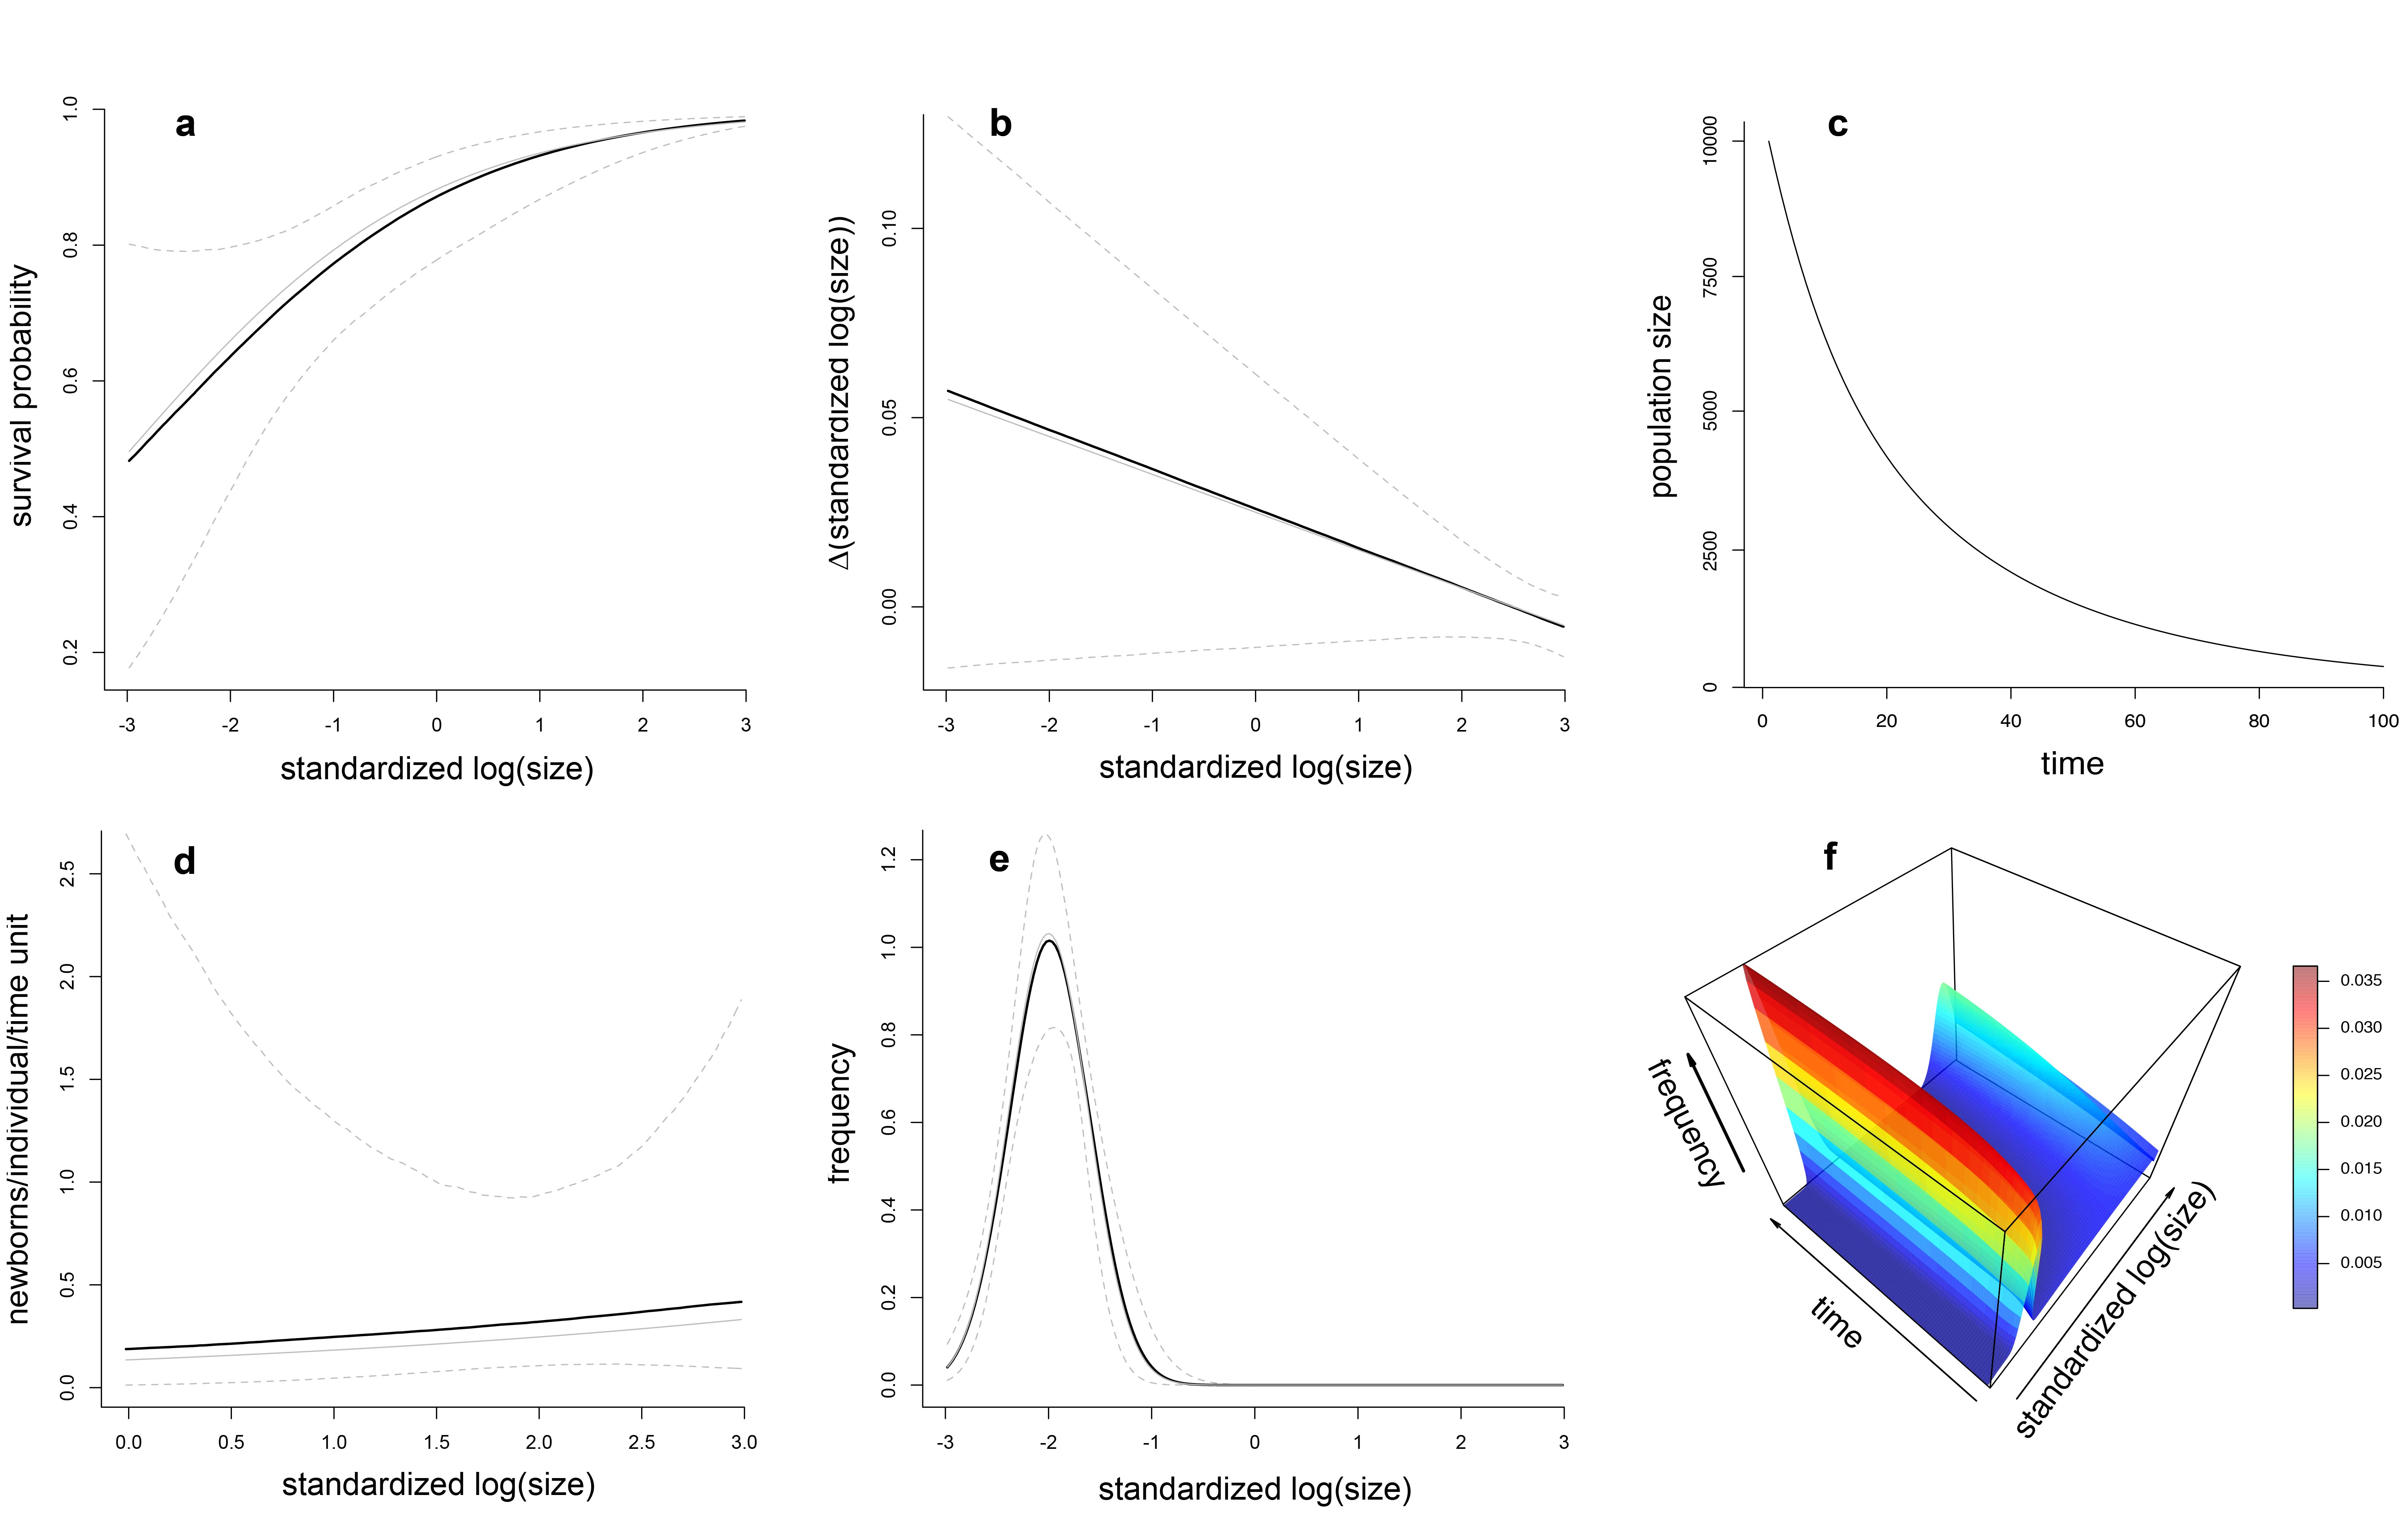 a
survival probability
1.0
0.8
0.6
0.4
0.2
-3 -2 -1 0 1 2 3
standardized log(size)
b
Δ(standardized log(size))
0.10
0.05
0.00
-3 -2 -1 0 1 2 3
standardized log(size)
c
population size
10000
7500
5000
2500
0
0 20 40 60 80 100
time
d
newborns/individual/time unit
2.5
2.0
1.5
1.0
0.5
0.0
0.0 0.5 1.0 1.5 2.0 2.5 3.0
standardized log(size)
e
frequency
1.2
1.0
0.8
0.6
0.4
0.2
0.0
-3 -2 -1 0 1 2 3
standardized log(size)
f
frequency
time
standardized log(size)
0.035
0.030
0.025
0.020
0.015
0.010
0.005